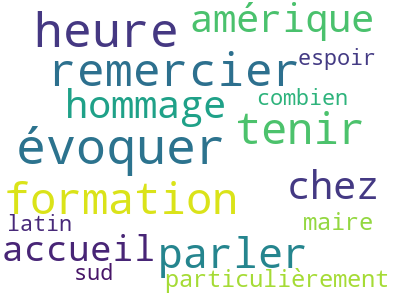 heure amérique
remercier espoir
hommage combien
évoquer tenir
formation chez
latin maire
accueil parler
sud particulièrement